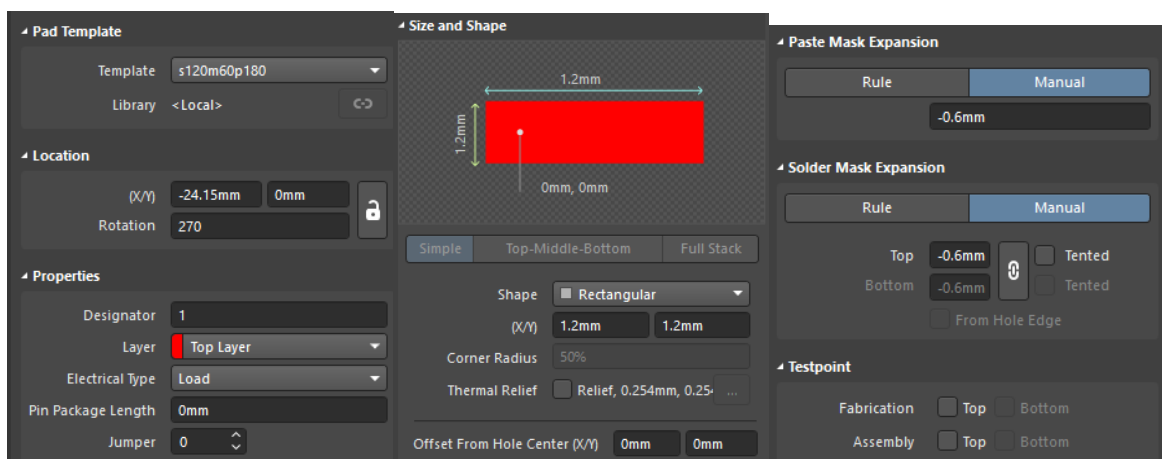 Pad Template
Template s120m60p180
Library <Local>
Location
(X/Y) -24.15mm 0mm
Rotation 270
Properties
Designator 1
Layer Top Layer
Electrical Type Load
Pin Package Length 0mm
Jumper 0
Size and Shape
1.2mm
1.2mm
0mm, 0mm
Simple Top-Middle-Bottom Full Stack
Shape Rectangular
(X/Y) 1.2mm 1.2mm
Corner Radius 50%
Thermal Relief Relief, 0.254mm, 0.25 ...
Offset From Hole Center (X/Y) 0mm 0mm
Paste Mask Expansion
Rule Manual
-0.6mm
Solder Mask Expansion
Rule Manual
Top -0.6mm Tented
Bottom -0.6mm Tented
From Hole Edge
Testpoint
Fabrication Top Bottom
Assembly Top Bottom